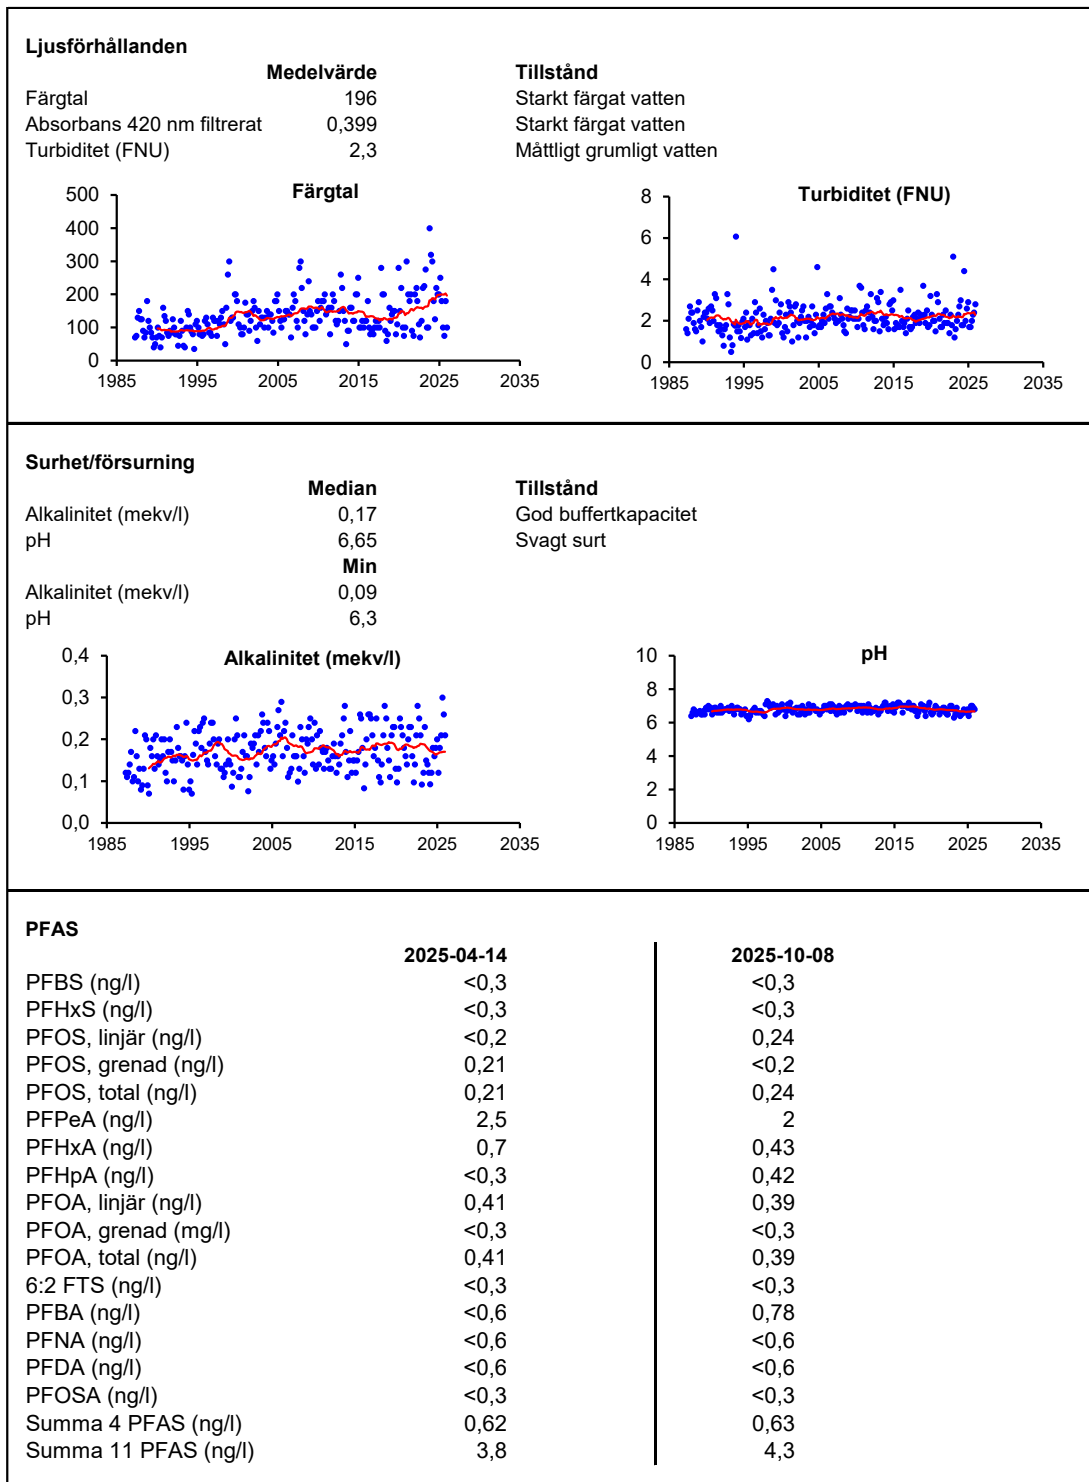 Ljusförhållanden
Medelvärde Tillstånd
Färgtal 196 Starkt färgat vatten
Absorbans 420 nm filtrerat 0,399 Starkt färgat vatten
Turbiditet (FNU) 2,3 Måttligt grumligt vatten
Färgtal
500
400
300
200
100
0
1985 1995 2005 2015 2025 2035
Turbiditet (FNU)
8
6
4
2
0
1985 1995 2005 2015 2025 2035
Surhet/försurning
Median Tillstånd
Alkalinitet (mekv/l) 0,17 God buffertkapacitet
pH 6,65 Svagt surt
Min
Alkalinitet (mekv/l) 0,09
pH 6,3
Alkalinitet (mekv/l)
0,4
0,3
0,2
0,1
0,0
1985 1995 2005 2015 2025 2035
pH
10
8
6
4
2
0
1985 1995 2005 2015 2025 2035
PFAS
2025-04-14 2025-10-08
PFBS (ng/l) <0,3 <0,3
PFHxS (ng/l) <0,3 <0,3
PFOS, linjär (ng/l) <0,2 0,24
PFOS, grenad (ng/l) 0,21 <0,2
PFOS, total (ng/l) 0,21 0,24
PFPeA (ng/l) 2,5 2
PFHxA (ng/l) 0,7 0,43
PFHpA (ng/l) <0,3 0,42
PFOA, linjär (ng/l) 0,41 0,39
PFOA, grenad (mg/l) <0,3 <0,3
PFOA, total (ng/l) 0,41 0,39
6:2 FTS (ng/l) <0,3 <0,3
PFBA (ng/l) <0,6 0,78
PFNA (ng/l) <0,6 <0,6
PFDA (ng/l) <0,6 <0,6
PFOSA (ng/l) <0,3 <0,3
Summa 4 PFAS (ng/l) 0,62 0,63
Summa 11 PFAS (ng/l) 3,8 4,3